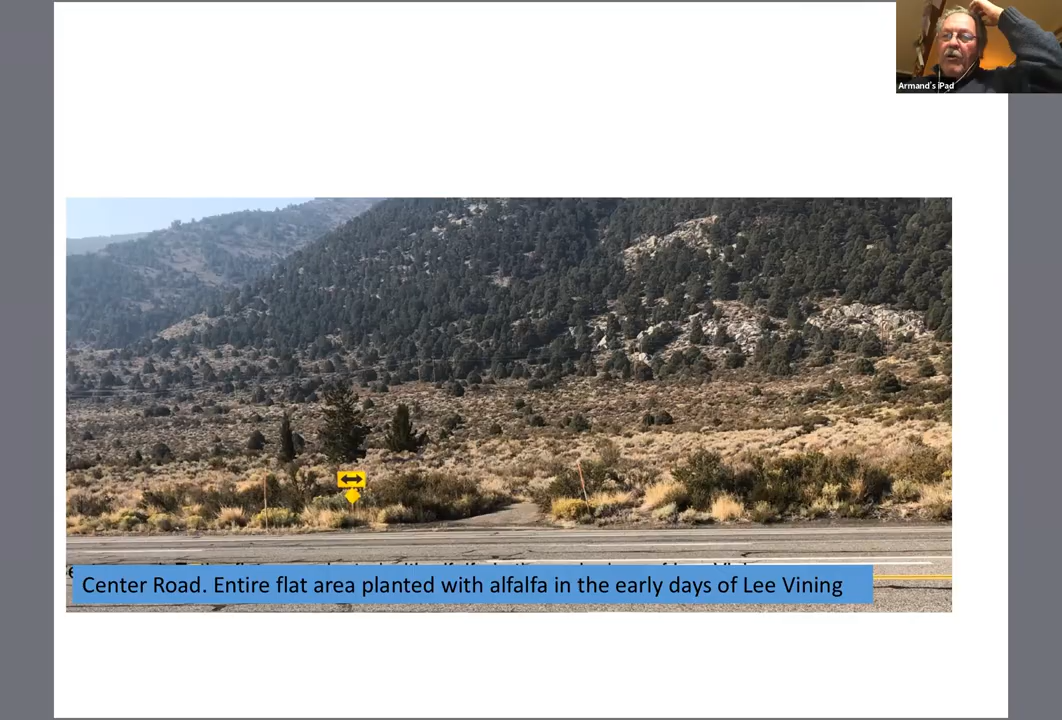 Armand's iPad
Center Road. Entire flat area planted with alfalfa in the early days of Lee Vining